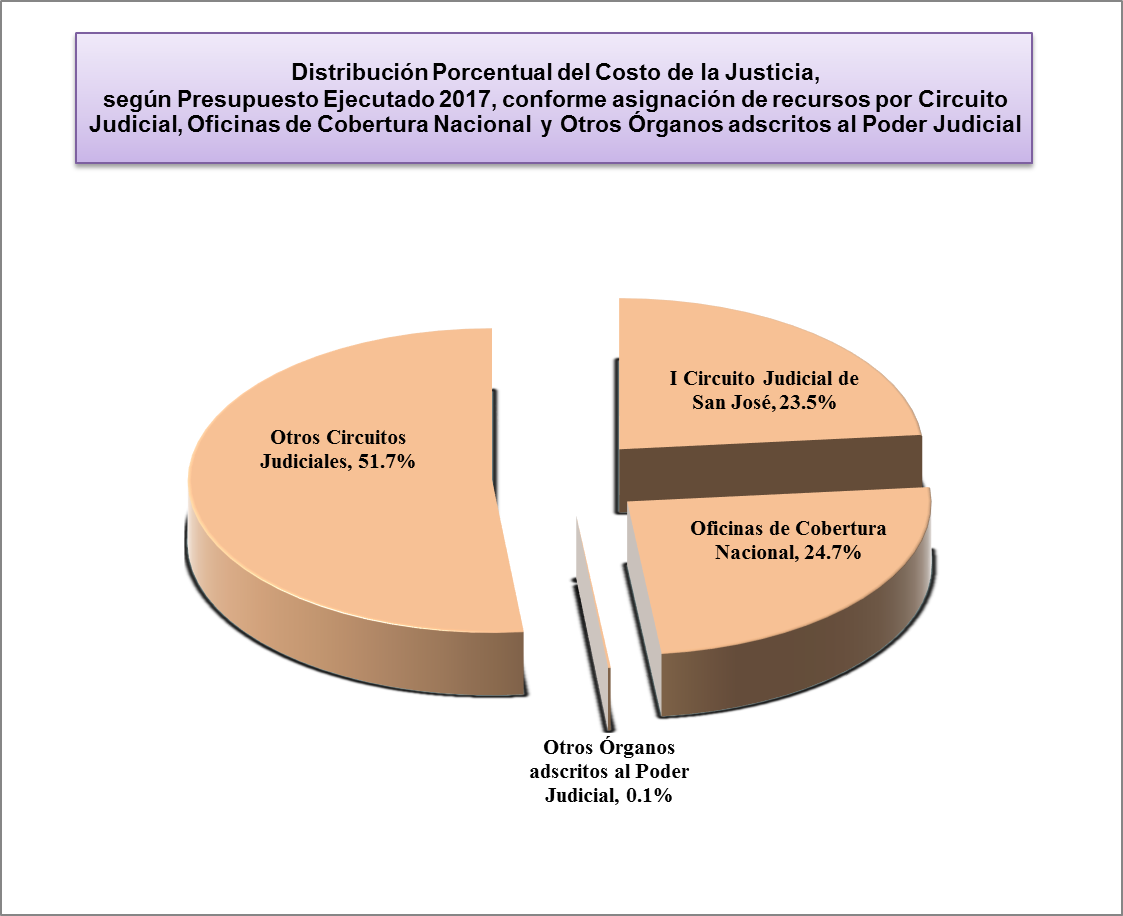 Distribución Porcentual del Costo de la Justicia,
según Presupuesto Ejecutado 2017, conforme asignación de recursos por Circuito
Judicial, Oficinas de Cobertura Nacional y Otros Órganos adscritos al Poder Judicial
I Circuito Judicial de
San José, 23.5%
Otros Circuitos
Judiciales, 51.7%
Oficinas de Cobertura
Nacional, 24.7%
Otros Órganos
adscritos al Poder
Judicial, 0.1%